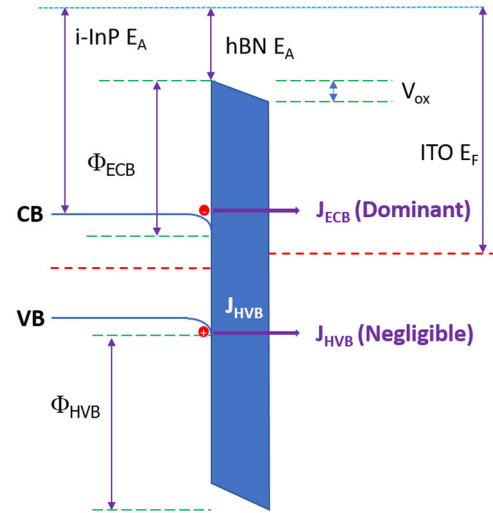 i-InP E_A
hBN E_A
V_ox
Φ_ECB
ITO E_F
CB
-
J_ECB (Dominant)
VB
J_HVB
+
J_HVB (Negligible)
Φ_HVB